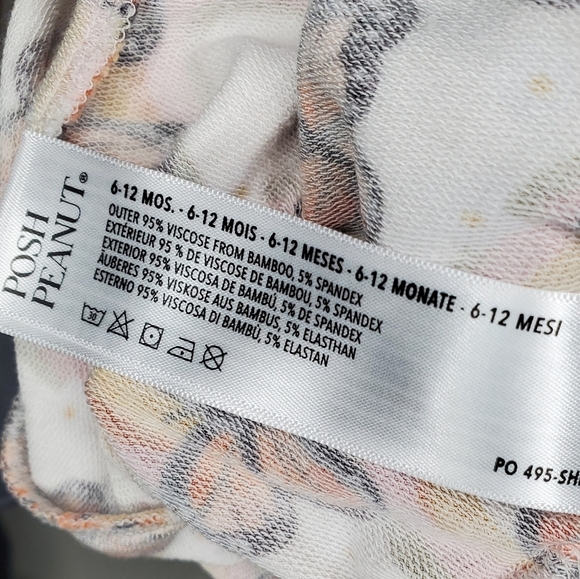 POSH
PEANUT®
6-12 MOS. - 6-12 MOIS - 6-12 MESES - 6-12 MONATE - 6-12 MESI
OUTER 95% VISCOSE FROM BAMBOO, 5% SPANDEX
EXTÉRIEUR 95 % DE VISCOSE DE BAMBOU, 5% SPANDEX
EXTERIOR 95% VISCOSA DE BAMBÚ, 5% DE SPANDEX
ÄUBERES 95% VISKOSE AUS BAMBUS, 5% ELASTHAN
ESTERNO 95% VISCOSA DI BAMBÙ, 5% ELASTAN
30
PO 495-SH